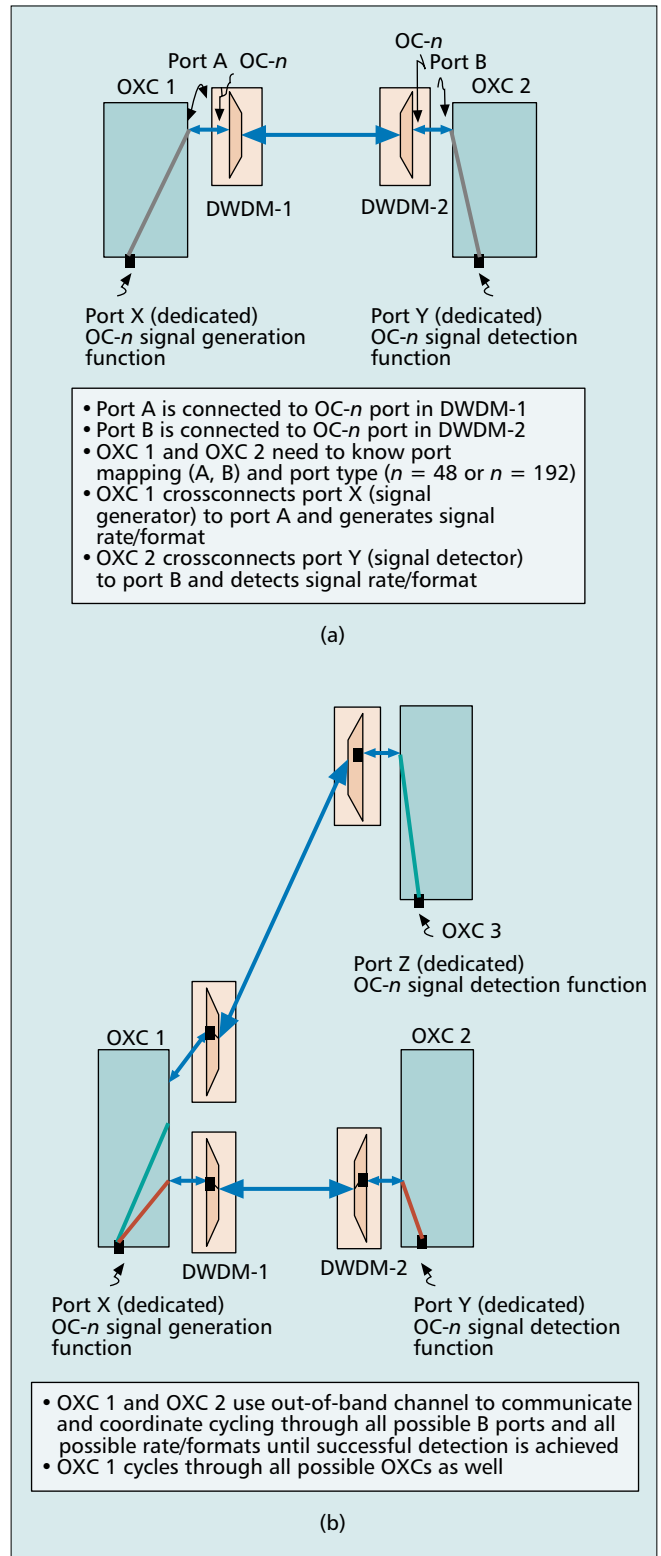 Port A OC-n
OXC 1
OC-n
Port B
OXC 2
DWDM-1
DWDM-2
Port X (dedicated)
OC-n signal generation
function
Port Y (dedicated)
OC-n signal detection
function
• Port A is connected to OC-n port in DWDM-1
• Port B is connected to OC-n port in DWDM-2
• OXC 1 and OXC 2 need to know port
mapping (A, B) and port type (n = 48 or n = 192)
• OXC 1 crossconnects port X (signal
generator) to port A and generates signal
rate/format
• OXC 2 crossconnects port Y (signal detector)
to port B and detects signal rate/format
(a)
OXC 3
Port Z (dedicated)
OC-n signal detection function
OXC 1
OXC 2
DWDM-1
DWDM-2
Port X (dedicated)
OC-n signal generation
function
Port Y (dedicated)
OC-n signal detection
function
• OXC 1 and OXC 2 use out-of-band channel to communicate
and coordinate cycling through all possible B ports and all
possible rate/formats until successful detection is achieved
• OXC 1 cycles through all possible OXCs as well
(b)